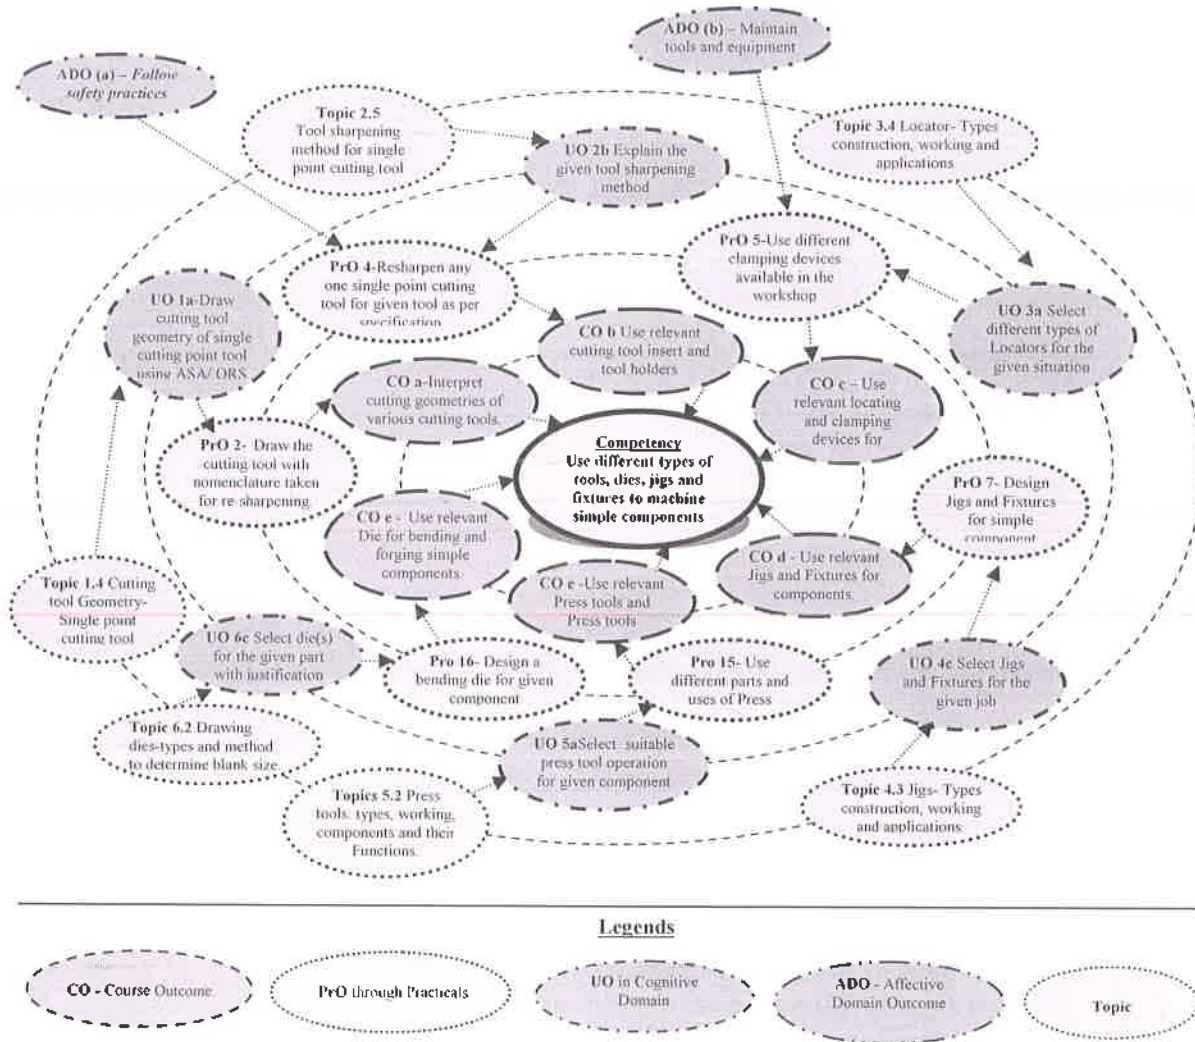 ADO (a) – Follow
safety practices
ADO (b) – Maintain
tools and equipment
Topic 2.5
Tool sharpening
method for single
point cutting tool
UO 2b Explain the
given tool sharpening
method
Topic 3.4 Locator- Types
construction, working and
applications
PrO 4-Resharpen any
one single point cutting
tool for given tool as per
specification
PrO 5-Use different
clamping devices
available in the
workshop
UO 1a-Draw
cutting tool
geometry of single
cutting point tool
using ASA/ ORS
UO 3a Select
different types of
Locators for the
given situation
CO b Use relevant
cutting tool insert and
tool holders
CO a-Interpret
cutting geometries of
various cutting tools.
CO c – Use
relevant locating
and clamping
devices for
PrO 2- Draw the
cutting tool with
nomenclature taken
for re-sharpening
Competency
Use different types of
tools, dies, jigs and
fixtures to machine
simple components
PrO 7- Design
Jigs and Fixtures
for simple
component
CO e - Use relevant
Die for bending and
forging simple
components.
CO d - Use relevant
Jigs and Fixtures for
components.
CO e -Use relevant
Press tools and
Press tools
Topic 1.4 Cutting
tool Geometry-
Single point
cutting tool
UO 6c Select die(s)
for the given part
with justification
Pro 16- Design a
bending die for given
component
Pro 15- Use
different parts and
uses of Press
UO 4c Select Jigs
and Fixtures for the
given job
Topic 6.2 Drawing
dies-types and method
to determine blank size.
UO 5aSelect suitable
press tool operation
for given component
Topics 5.2 Press
tools. types, working,
components and their
Functions.
Topic 4.3 Jigs- Types
construction, working
and applications
Legends
CO - Course Outcome
PrO through Practicals
UO in Cognitive
Domain
ADO - Affective
Domain Outcome
Topic